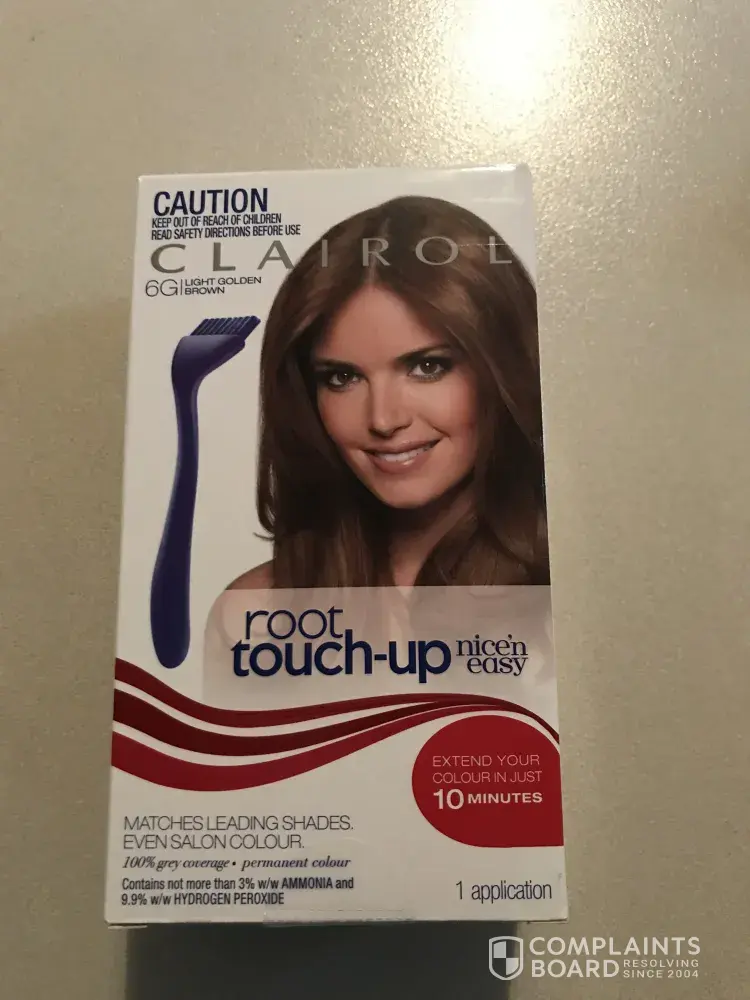 CAUTION
KEEP OUT OF REACH OF CHILDREN
READ SAFETY DIRECTIONS BEFORE USE
CLAIROL
6G LIGHT GOLDEN
BROWN
root
touch-up nice'n
easy
EXTEND YOUR
COLOUR IN JUST
10 MINUTES
MATCHES LEADING SHADES.
EVEN SALON COLOUR.
100% grey coverage • permanent colour
Contains not more than 3% w/w AMMONIA and
9.9% w/w HYDROGEN PEROXIDE
1 application
COMPLAINTS
BOARD RESOLVING
SINCE 2004